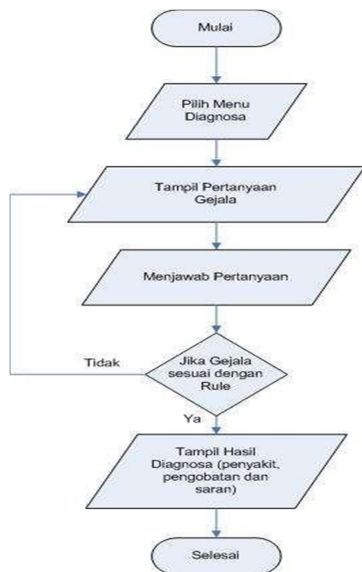 Mulai
Pilih Menu
Diagnosa
Tampil Pertanyaan
Gejala
Menjawab Pertanyaan
Jika Gejala
sesuai dengan
Rule
Tidak
Ya
Tampil Hasil
Diagnosa (penyakit,
pengobatan dan
saran)
Selesai